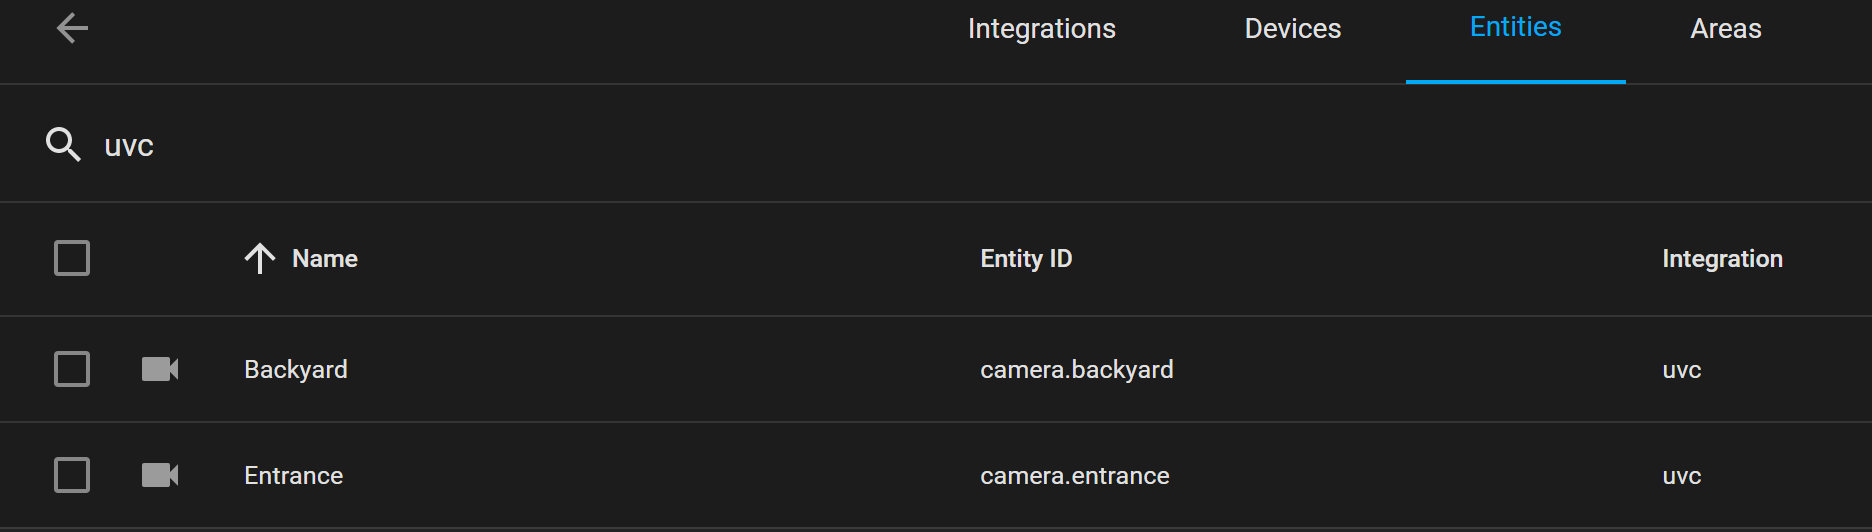 Integrations Devices Entities Areas
uvc
Name Entity ID Integration
Backyard camera.backyard uvc
Entrance camera.entrance uvc